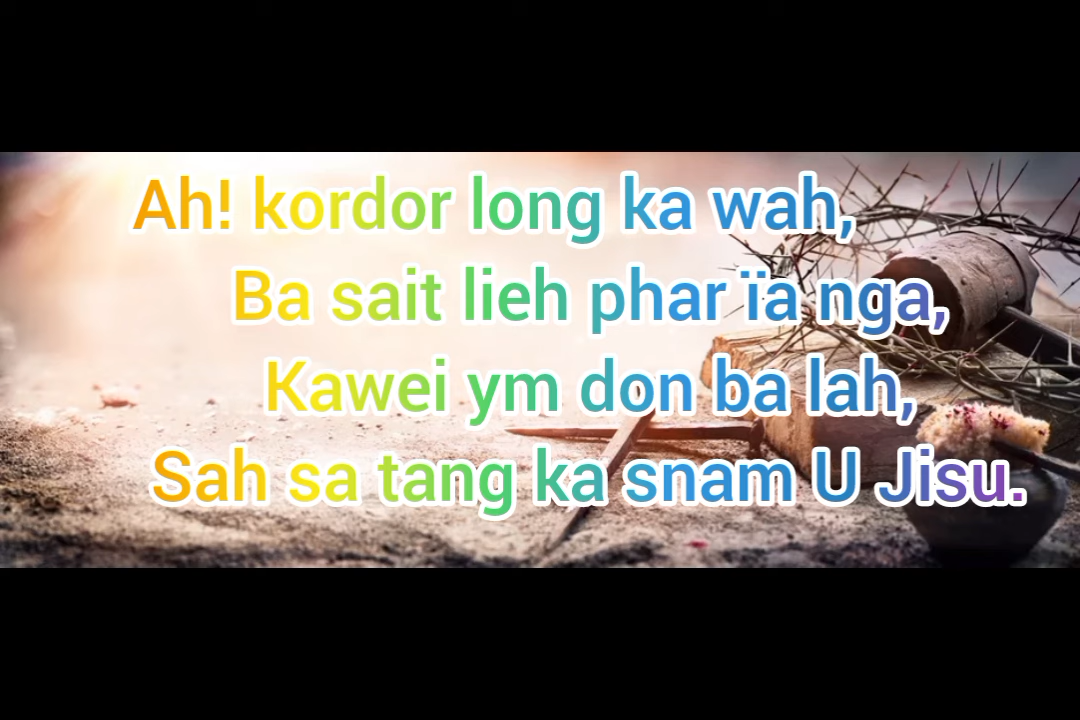 Ah! kordor long ka wah,
Ba sait lieh phar ïa nga,
Kawei ym don ba lah,
Sah sa tang ka snam U Jisu.